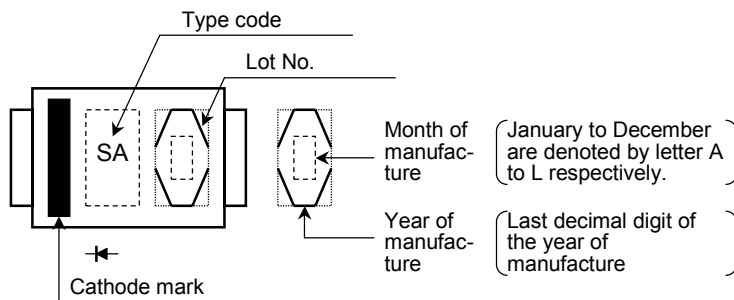 Type code
Lot No.
SA
Month of
manufac-
ture
January to December
are denoted by letter A
to L respectively.
Year of
manufac-
ture
Last decimal digit of
the year of
manufacture
Cathode mark